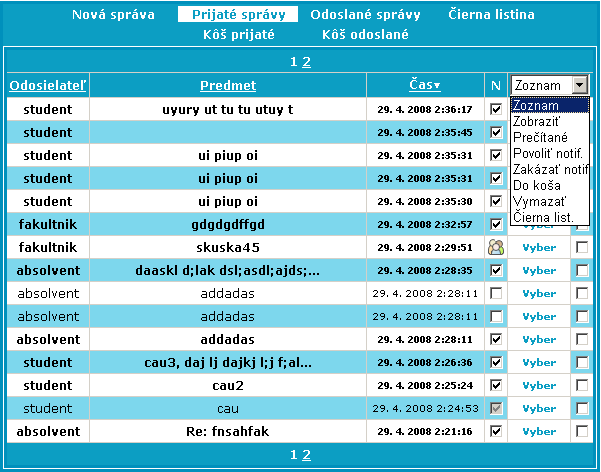 Nová správa Prijaté správy Odoslané správy Čierna listina
Kôš prijaté Kôš odoslané
1 2
Odosielateľ Predmet Čas▼ N Zoznam
Zoznam
Zobraziť
Prečítané
Povoliť notif.
Zakázať notif
Do koša
Vymazať
Čierna list.
student uyury ut tu tu utuy t 29. 4. 2008 2:36:17
student 29. 4. 2008 2:35:45
student ui piup oi 29. 4. 2008 2:35:31
student ui piup oi 29. 4. 2008 2:35:31
student ui piup oi 29. 4. 2008 2:35:30
fakultnik gdgdgdffgd 29. 4. 2008 2:32:57 Vyber
fakultnik skuska45 29. 4. 2008 2:29:51 Vyber
absolvent daaskl d;lak dsl;asdl;ajds;... 29. 4. 2008 2:28:35 Vyber
absolvent addadas 29. 4. 2008 2:28:11 Vyber
absolvent addadas 29. 4. 2008 2:28:11 Vyber
absolvent addadas 29. 4. 2008 2:28:11 Vyber
student cau3, daj lj dajkj l;j f;al... 29. 4. 2008 2:26:36 Vyber
student cau2 29. 4. 2008 2:25:24 Vyber
student cau 29. 4. 2008 2:24:53 Vyber
absolvent Re: fnsahfak 29. 4. 2008 2:21:16 Vyber
1 2